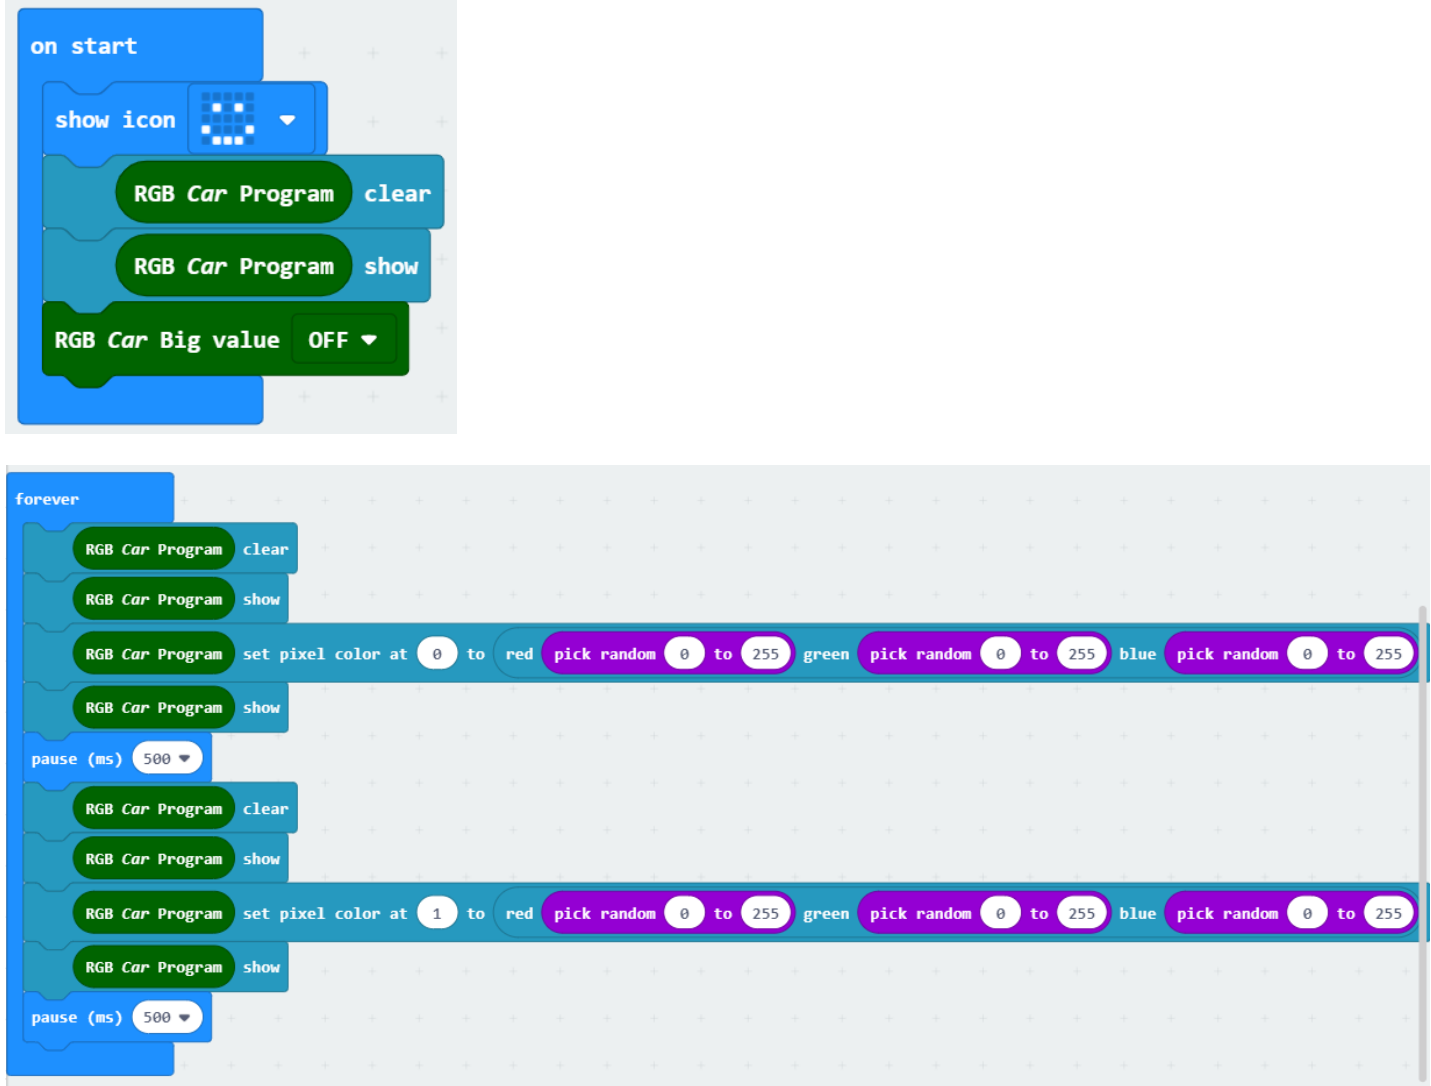 on start
show icon
RGB Car Program clear
RGB Car Program show
RGB Car Big value OFF
forever
RGB Car Program clear
RGB Car Program show
RGB Car Program set pixel color at 0 to red pick random 0 to 255 green pick random 0 to 255 blue pick random 0 to 255
RGB Car Program show
pause (ms) 500
RGB Car Program clear
RGB Car Program show
RGB Car Program set pixel color at 1 to red pick random 0 to 255 green pick random 0 to 255 blue pick random 0 to 255
RGB Car Program show
pause (ms) 500